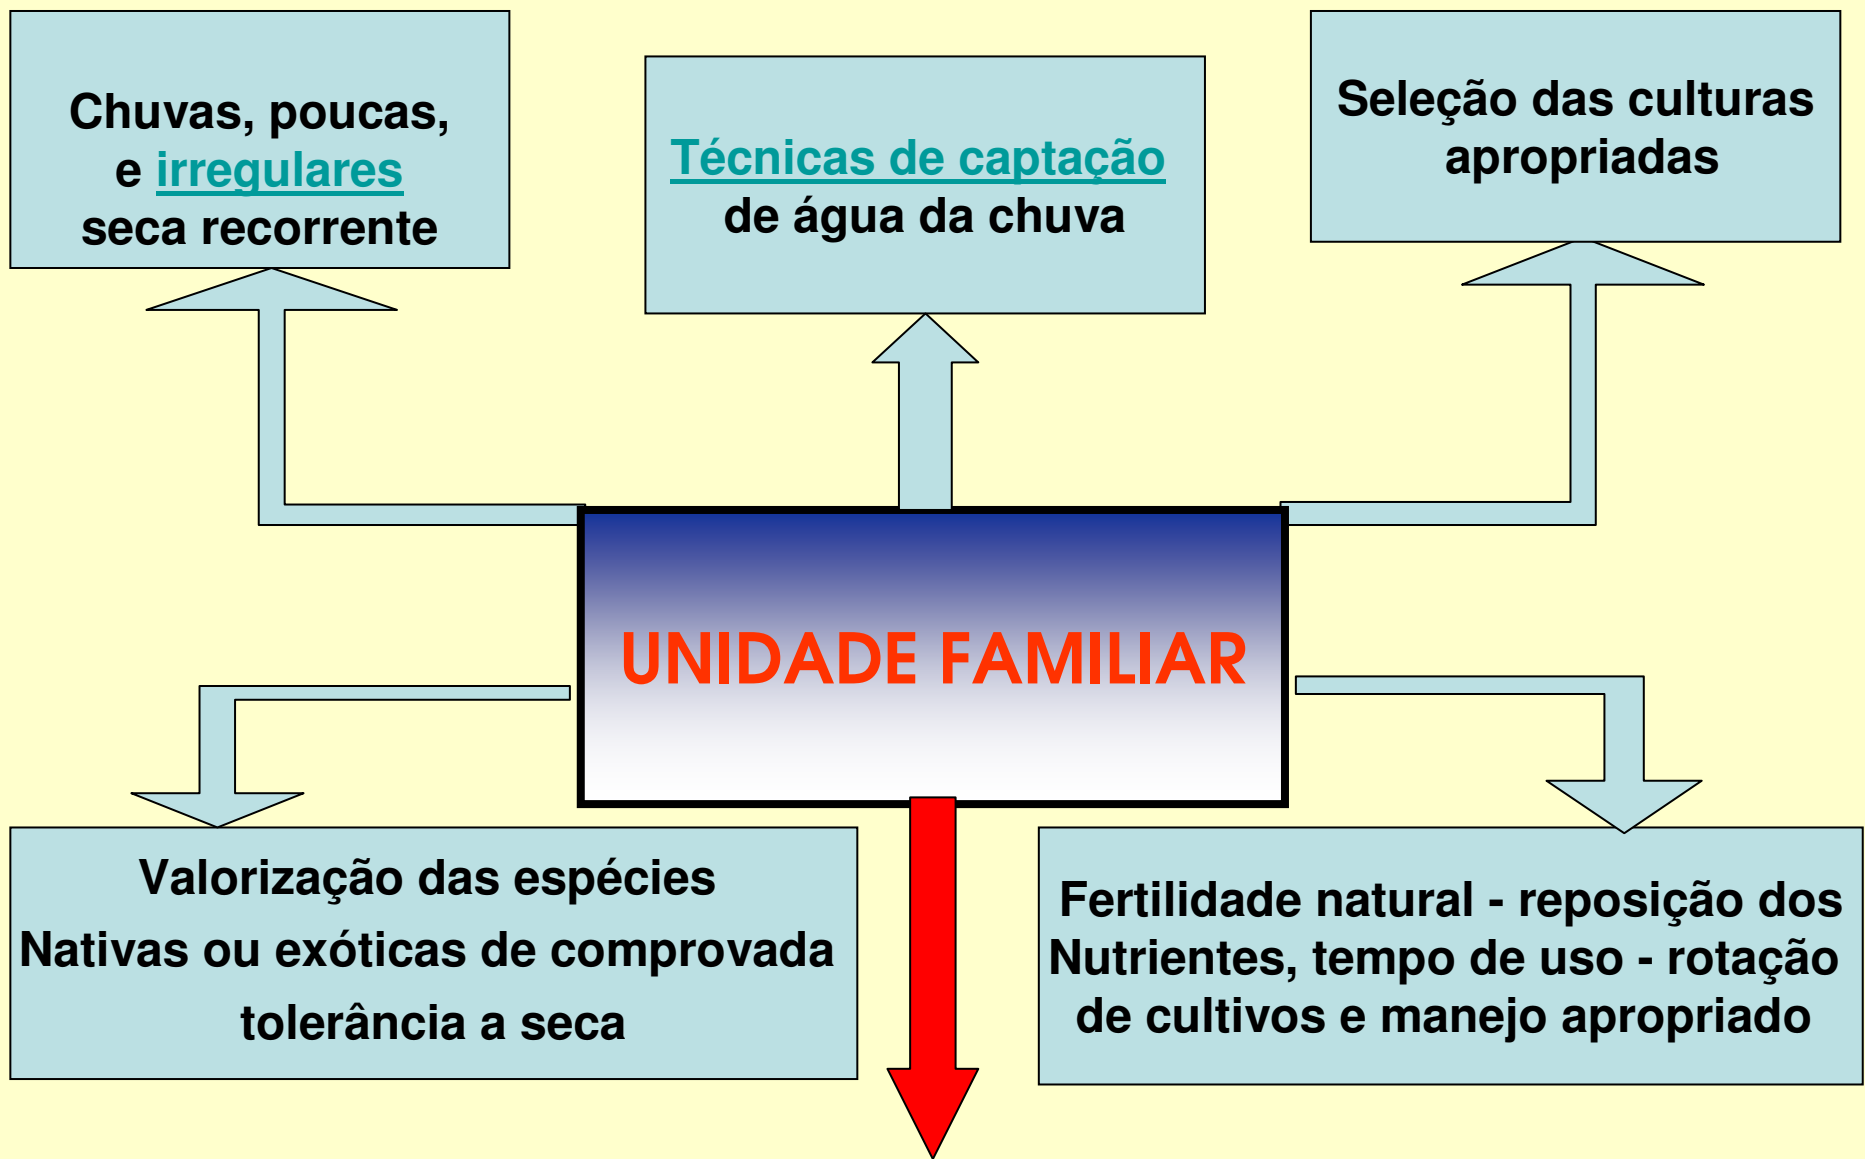 Chuvas, poucas,
e irregulares
seca recorrente
Técnicas de captação
de água da chuva
Seleção das culturas
apropriadas
UNIDADE FAMILIAR
Valorização das espécies
Nativas ou exóticas de comprovada
tolerância a seca
Fertilidade natural - reposição dos
Nutrientes, tempo de uso - rotação
de cultivos e manejo apropriado